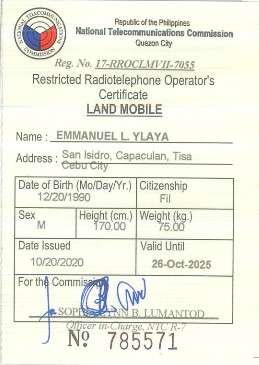 Republic of the Philippines
National Telecommunications Commission
Quezon City
Reg. No. 17-RROCLMVII-7055
Restricted Radiotelephone Operator's
Certificate
LAND MOBILE
Name : EMMANUEL L. YLAYA
Address : San Isidro, Capaculan, Tisa
Cebu City
Date of Birth (Mo/Day/Yr.) Citizenship
12/20/1990 Fil
Sex Height (cm.) Weight (kg.)
M 170.00 75.00
Date Issued Valid Until
10/20/2020 26-Oct-2025
For the Commission
B. LUMANTOD
Officer in-Charge, NTC R-7
No 785571